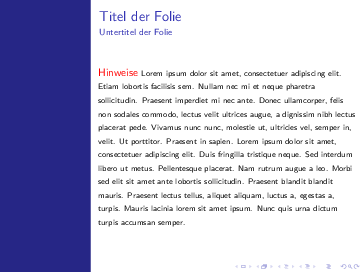 Titel der Folie
Untertitel der Folie
Hinweise Lorem ipsum dolor sit amet, consectetuer adipiscing elit.
Etiam lobortis facilisis sem. Nullam nec mi et neque pharetra
sollicitudin. Praesent imperdiet mi nec ante. Donec ullamcorper, felis
non sodales commodo, lectus velit ultrices augue, a dignissim nibh lectus
placerat pede. Vivamus nunc nunc, molestie ut, ultricies vel, semper in,
velit. Ut porttitor. Praesent in sapien. Lorem ipsum dolor sit amet,
consectetuer adipiscing elit. Duis fringilla tristique neque. Sed interdum
libero ut metus. Pellentesque placerat. Nam rutrum augue a leo. Morbi
sed elit sit amet ante lobortis sollicitudin. Praesent blandit blandit
mauris. Praesent lectus tellus, aliquet aliquam, luctus a, egestas a,
turpis. Mauris lacinia lorem sit amet ipsum. Nunc quis urna dictum
turpis accumsan semper.